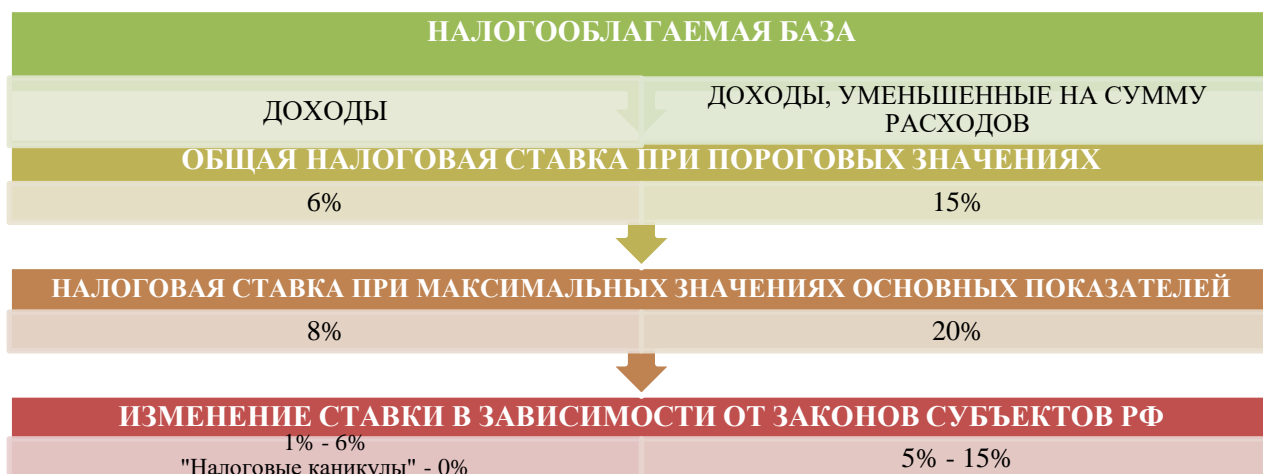 НАЛОГООБЛАГАЕМАЯ БАЗА
ДОХОДЫ
ДОХОДЫ, УМЕНЬШЕННЫЕ НА СУММУ
РАСХОДОВ
ОБЩАЯ НАЛОГОВАЯ СТАВКА ПРИ ПОРОГОВЫХ ЗНАЧЕНИЯХ
6%
15%
НАЛОГОВАЯ СТАВКА ПРИ МАКСИМАЛЬНЫХ ЗНАЧЕНИЯХ ОСНОВНЫХ ПОКАЗАТЕЛЕЙ
8%
20%
ИЗМЕНЕНИЕ СТАВКИ В ЗАВИСИМОСТИ ОТ ЗАКОНОВ СУБЪЕКТОВ РФ
1% - 6%
"Налоговые каникулы" - 0%
5% - 15%